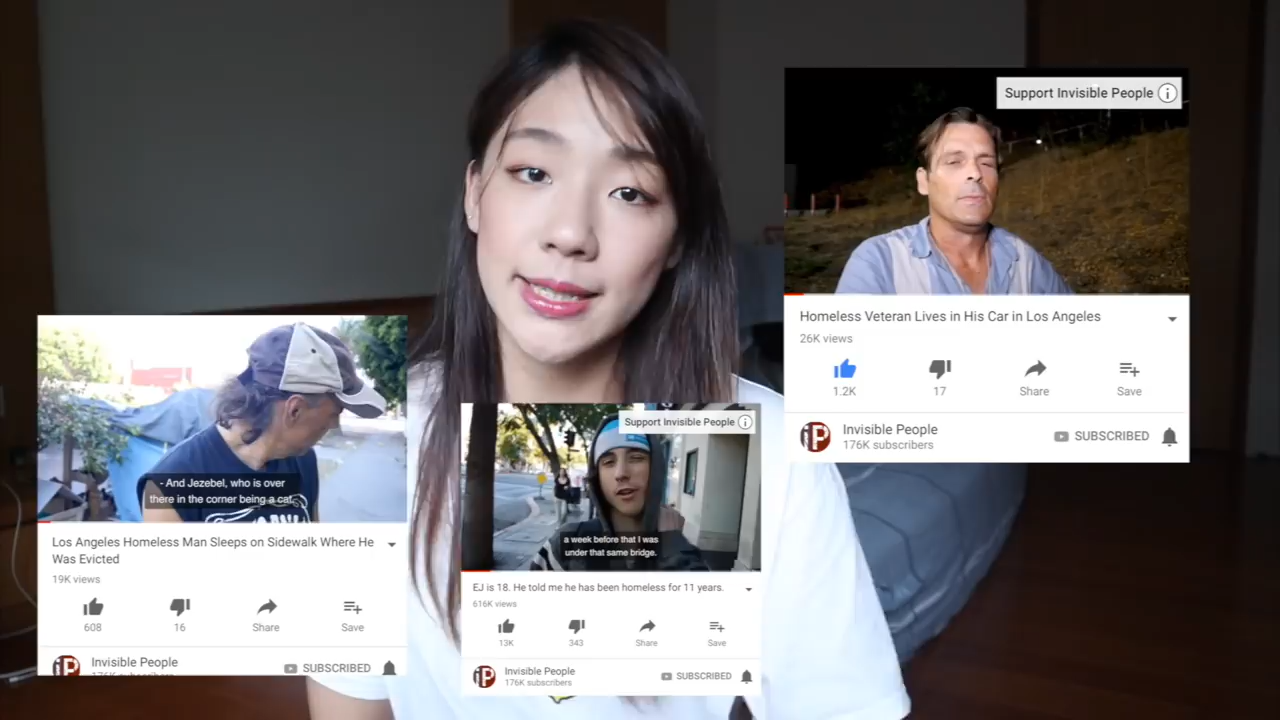 Support Invisible People
Homeless Veteran Lives in His Car in Los Angeles
26K views
1.2K
17
Share
Save
Invisible People
176K subscribers
SUBSCRIBED
- And Jezebel, who is over
there in the corner being a cat.
Los Angeles Homeless Man Sleeps on Sidewalk Where He
Was Evicted
19K views
608
16
Share
Save
Invisible People
176K subscribers
SUBSCRIBED
Support Invisible People
a week before that I was
under that same bridge.
EJ is 18. He told me he has been homeless for 11 years.
616K views
13K
343
Share
Save
Invisible People
176K subscribers
SUBSCRIBED